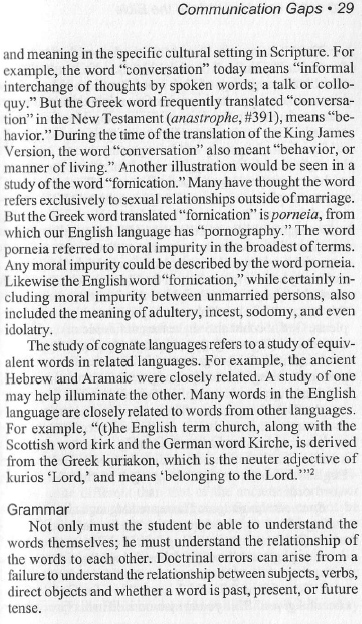 Communication Gaps • 29
and meaning in the specific cultural setting in Scripture. For
example, the word “conversation” today means “informal
interchange of thoughts by spoken words; a talk or collo-
quy.” But the Greek word frequently translated “conversa-
tion” in the New Testament (anastrophe, #391), means “be-
havior.” During the time of the translation of the King James
Version, the word “conversation” also meant “behavior, or
manner of living.” Another illustration would be seen in a
study of the word “fornication.” Many have thought the word
refers exclusively to sexual relationships outside of marriage.
But the Greek word translated “fornication” is porneia, from
which our English language has “pornography.” The word
porneia referred to moral impurity in the broadest of terms.
Any moral impurity could be described by the word porneia.
Likewise the English word “fornication,” while certainly in-
cluding moral impurity between unmarried persons, also
included the meaning of adultery, incest, sodomy, and even
idolatry.
The study of cognate languages refers to a study of equiv-
alent words in related languages. For example, the ancient
Hebrew and Aramaic were closely related. A study of one
may help illuminate the other. Many words in the English
language are closely related to words from other languages.
For example, “(t)he English term church, along with the
Scottish word kirk and the German word Kirche, is derived
from the Greek kuriakon, which is the neuter adjective of
kurios ‘Lord,’ and means ‘belonging to the Lord.’”2
Grammar
Not only must the student be able to understand the
words themselves; he must understand the relationship of
the words to each other. Doctrinal errors can arise from a
failure to understand the relationship between subjects, verbs,
direct objects and whether a word is past, present, or future
tense.